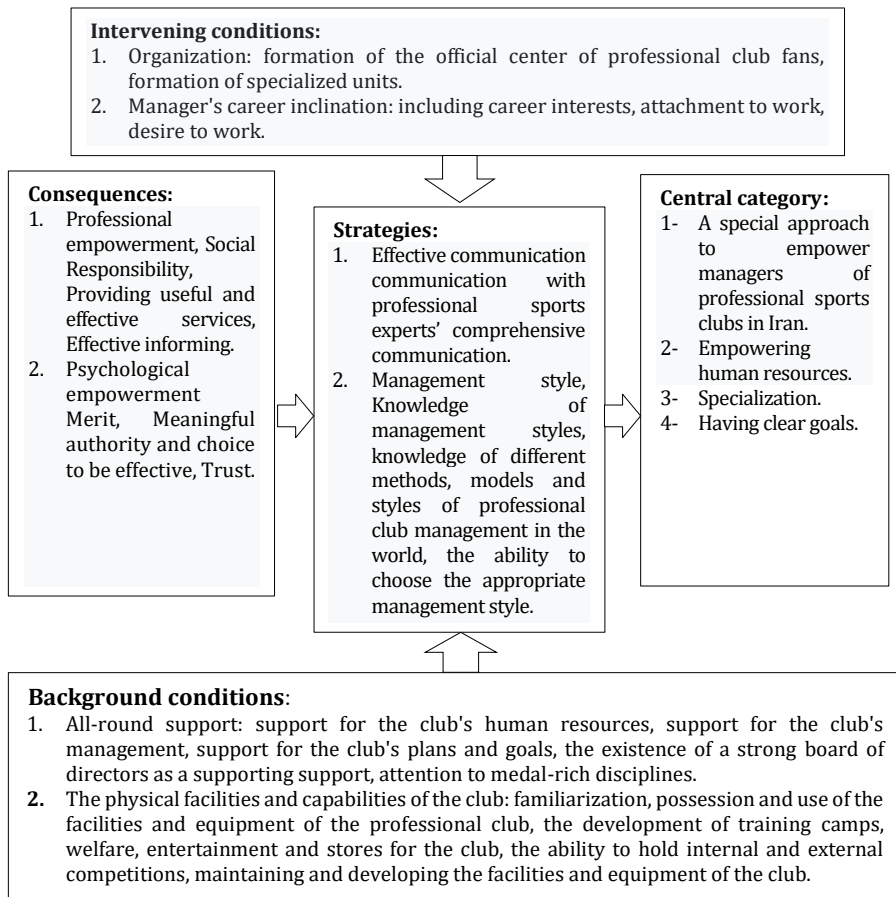 Intervening conditions:
1. Organization: formation of the official center of professional club fans,
formation of specialized units.
2. Manager's career inclination: including career interests, attachment to work,
desire to work.
Consequences:
1. Professional
empowerment, Social
Responsibility,
Providing useful and
effective services,
Effective informing.
2. Psychological
empowerment
Merit, Meaningful
authority and choice
to be effective, Trust.
Strategies:
1. Effective communication
communication with
professional sports
experts’ comprehensive
communication.
2. Management style,
Knowledge of
management styles,
knowledge of different
methods, models and
styles of professional
club management in the
world, the ability to
choose the appropriate
management style.
Central category:
1- A special approach
to empower
managers of
professional sports
clubs in Iran.
2- Empowering
human resources.
3- Specialization.
4- Having clear goals.
Background conditions:
1. All-round support: support for the club's human resources, support for the club's
management, support for the club's plans and goals, the existence of a strong board of
directors as a supporting support, attention to medal-rich disciplines.
2. The physical facilities and capabilities of the club: familiarization, possession and use of the
facilities and equipment of the professional club, the development of training camps,
welfare, entertainment and stores for the club, the ability to hold internal and external
competitions, maintaining and developing the facilities and equipment of the club.